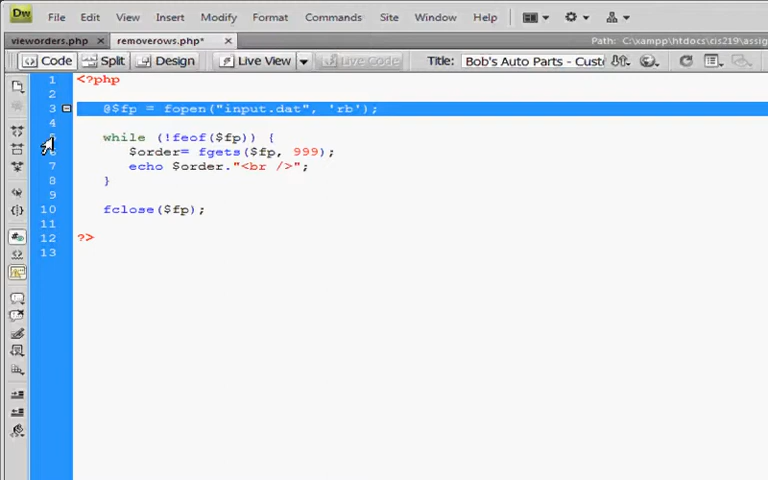 Dw File Edit View Insert Modify Format Commands Site Window Help
vieworders.php × removerows.php* × Path: C:\xampp\htdocs\cis219\assig
Code Split Design Live View Live Code Title: Bob's Auto Parts - Custo
1 <?php
2
3 @$fp = fopen("input.dat", 'rb');
4
5 while (!feof($fp)) {
6 $order= fgets($fp, 999);
7 echo $order."<br />";
8 }
9
10 fclose($fp);
11
12 ?>
13